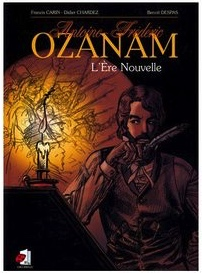 Francis CARIN - Didier CHARDEZ Benoît DESPAS
Antoine Frédéric
OZANAM
L'Ère Nouvelle